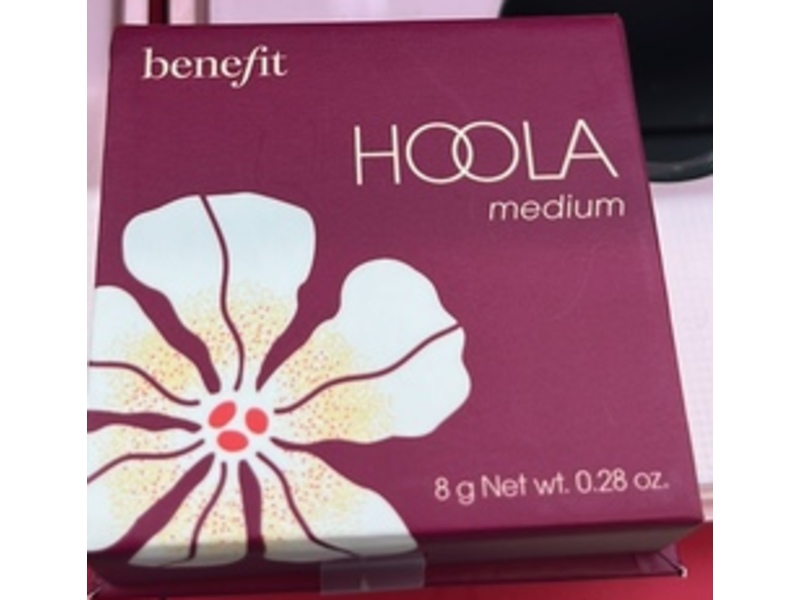 benefit
HOOLA
medium
8 g Net wt. 0.28 oz.